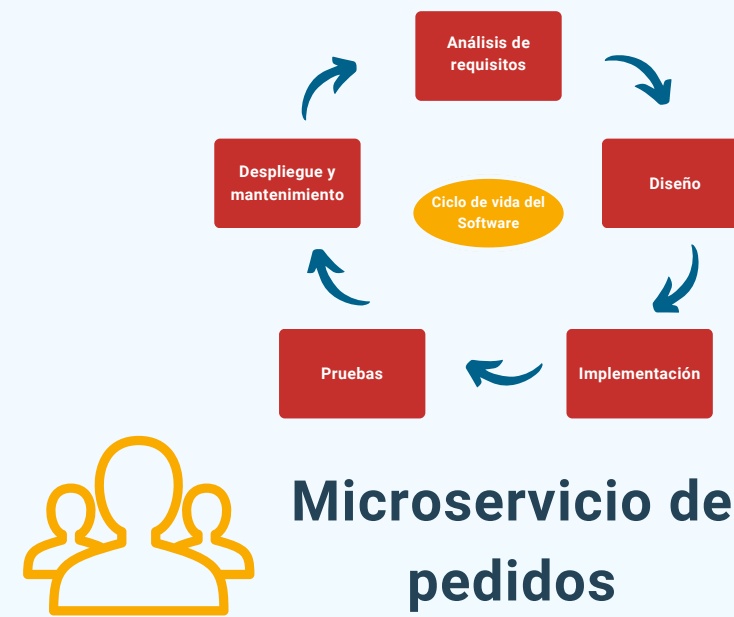 Análisis de
requisitos
Despliegue y
mantenimiento
Ciclo de vida del
Software
Diseño
Pruebas
Implementación
Microservicio de
pedidos